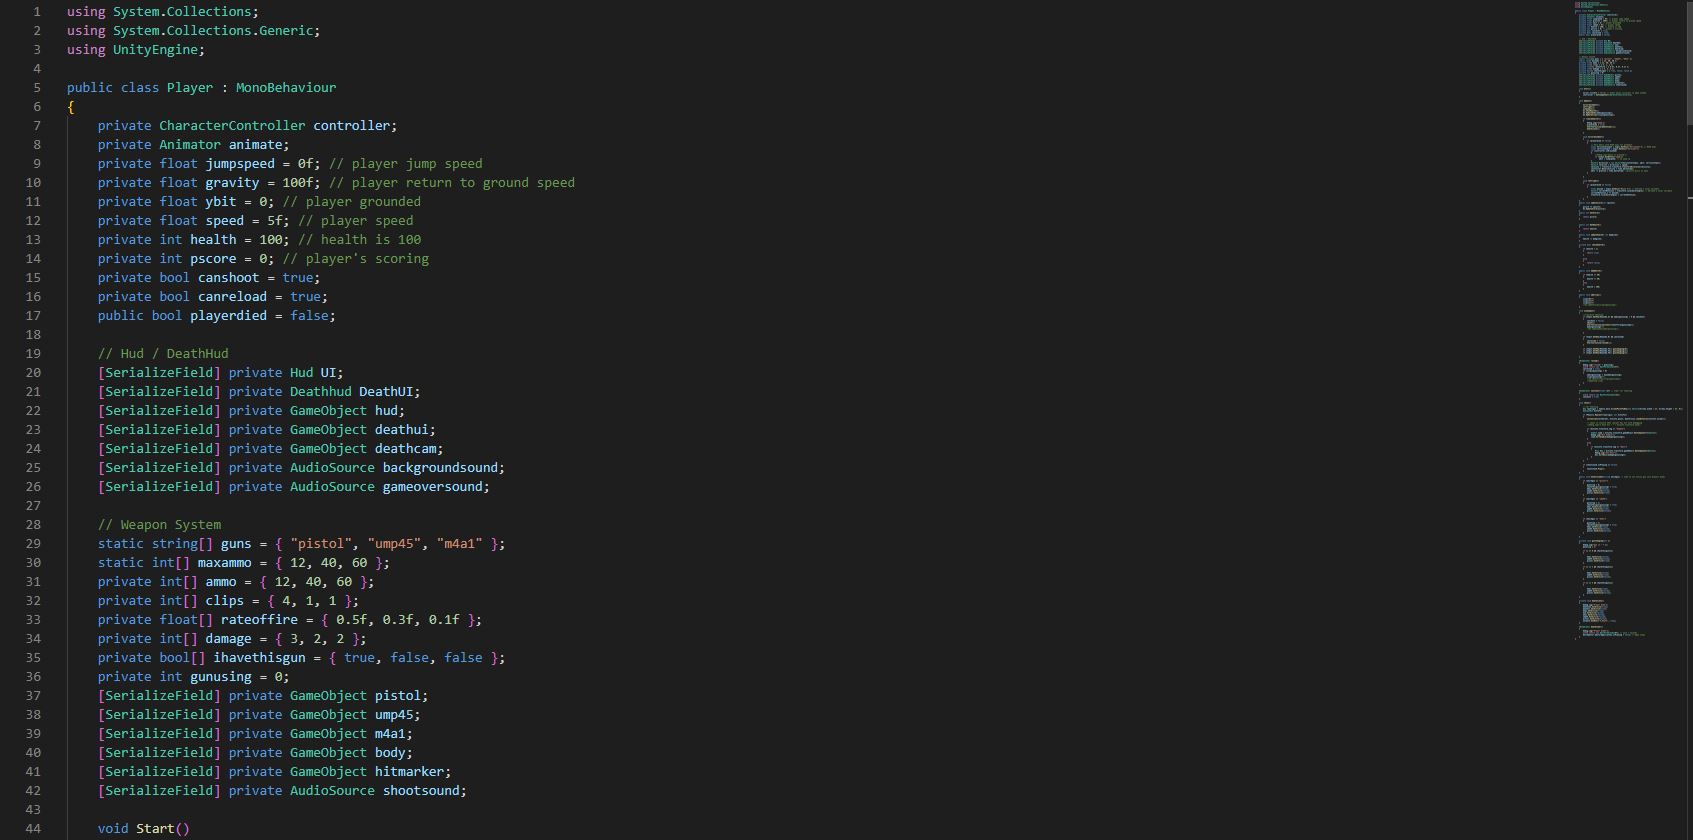 1 using System.Collections;
2 using System.Collections.Generic;
3 using UnityEngine;
4
5 public class Player : MonoBehaviour
6 {
7 private CharacterController controller;
8 private Animator animate;
9 private float jumpspeed = 0f; // player jump speed
10 private float gravity = 100f; // player return to ground speed
11 private float ybit = 0; // player grounded
12 private float speed = 5f; // player speed
13 private int health = 100; // health is 100
14 private int pscore = 0; // player's scoring
15 private bool canshoot = true;
16 private bool canreload = true;
17 public bool playerdied = false;
18
19 // Hud / DeathHud
20 [SerializeField] private Hud UI;
21 [SerializeField] private Deathhud DeathUI;
22 [SerializeField] private GameObject hud;
23 [SerializeField] private GameObject deathui;
24 [SerializeField] private GameObject deathcam;
25 [SerializeField] private AudioSource backgroundsound;
26 [SerializeField] private AudioSource gameoversound;
27
28 // Weapon System
29 static string[] guns = { "pistol", "ump45", "m4a1" };
30 static int[] maxammo = { 12, 40, 60 };
31 private int[] ammo = { 12, 40, 60 };
32 private int[] clips = { 4, 1, 1 };
33 private float[] rateoffire = { 0.5f, 0.3f, 0.1f };
34 private int[] damage = { 3, 2, 2 };
35 private bool[] ihavethisgun = { true, false, false };
36 private int gunusing = 0;
37 [SerializeField] private GameObject pistol;
38 [SerializeField] private GameObject ump45;
39 [SerializeField] private GameObject m4a1;
40 [SerializeField] private GameObject body;
41 [SerializeField] private GameObject hitmarker;
42 [SerializeField] private AudioSource shootsound;
43
44 void Start()